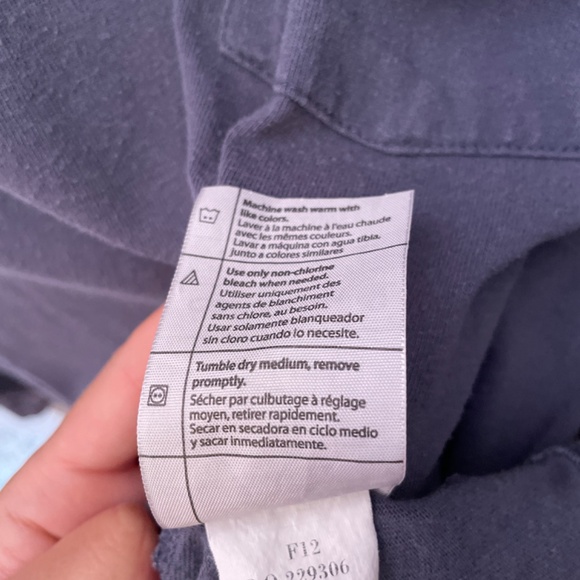 Machine wash warm with
like colors.
Laver à la machine à l'eau chaude
avec les mêmes couleurs.
Lavar a máquina con agua tibia,
junto a colores similares
Use only non-chlorine
bleach when needed.
Utiliser uniquement des
agents de blanchiment
sans chlore, au besoin.
Usar solamente blanqueador
sin cloro cuando lo necesite.
Tumble dry medium, remove
promptly.
Sécher par culbutage à réglage
moyen, retirer rapidement.
Secar en secadora en ciclo medio
y sacar inmediatamente.
F12
229306